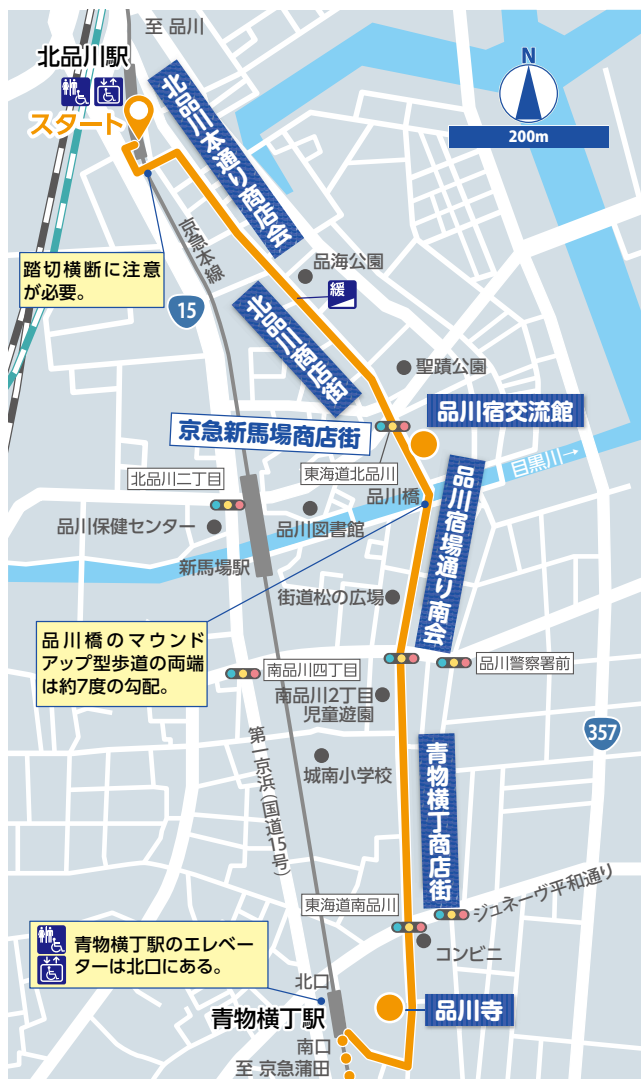 至 品川
北品川駅
スタート
N
200m
北品川本通り商店会
踏切横断に注意
が必要。
京急本線
15
品海公園
緩
北品川商店街
聖蹟公園
品川宿交流館
京急新馬場商店街
東海道北品川
目黒川→
北品川二丁目
品川橋
品川保健センター
品川図書館
新馬場駅
品川宿場通り南会
街道松の広場
品川橋のマウンド
アップ型歩道の両端
は約7度の勾配。
南品川四丁目
品川警察署前
南品川2丁目
児童遊園
357
第一京浜(国道15号)
城南小学校
青物横丁商店街
東海道南品川
ジュネーヴ平和通り
青物横丁駅のエレベー
ターは北口にある。
コンビニ
北口
青物横丁駅
品川寺
南口
至 京急蒲田